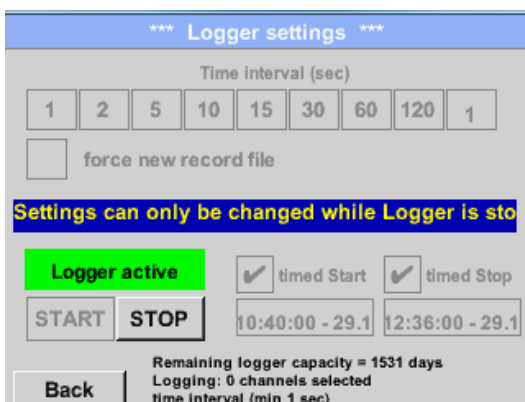 *** Logger settings ***
Time interval (sec)
1 2 5 10 15 30 60 120 1
force new record file
Settings can only be changed while Logger is sto
Logger active
timed Start timed Stop
START STOP 10:40:00 - 29.1 12:36:00 - 29.1
Remaining logger capacity = 1531 days
Logging: 0 channels selected
Back
time interval (min 1 sec)